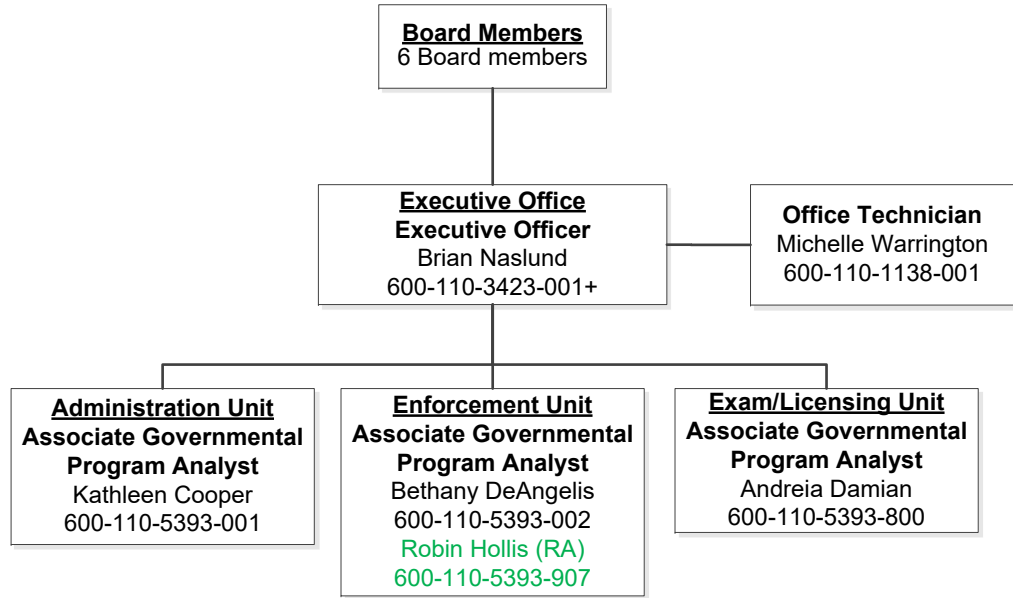 Board Members
6 Board members
Executive Office
Executive Officer
Brian Naslund
600-110-3423-001+
Office Technician
Michelle Warrington
600-110-1138-001
Administration Unit
Associate Governmental
Program Analyst
Kathleen Cooper
600-110-5393-001
Enforcement Unit
Associate Governmental
Program Analyst
Bethany DeAngelis
600-110-5393-002
Robin Hollis (RA)
600-110-5393-907
Exam/Licensing Unit
Associate Governmental
Program Analyst
Andreia Damian
600-110-5393-800